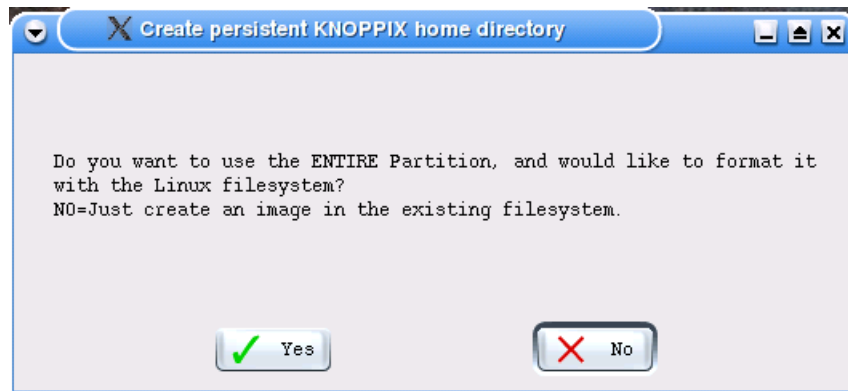 Create persistent KNOPPIX home directory
Do you want to use the ENTIRE Partition, and would like to format it
with the Linux filesystem?
NO=Just create an image in the existing filesystem.
Yes
No